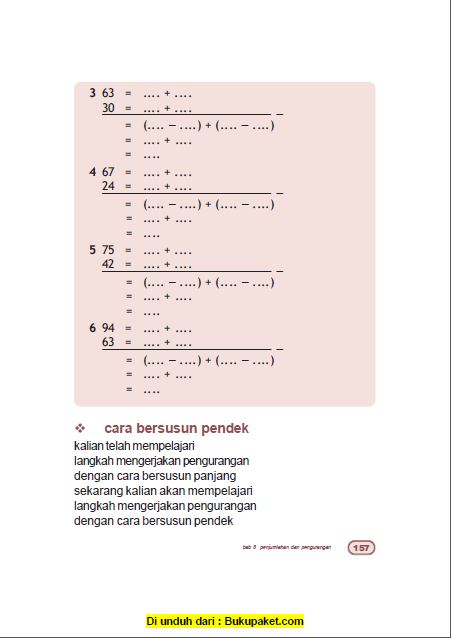 3 63 = .... + ....
30 = .... + .... –
= (.... – ....) + (.... – ....)
= .... + ....
= ....
4 67 = .... + ....
24 = .... + .... –
= (.... – ....) + (.... – ....)
= .... + ....
= ....
5 75 = .... + ....
42 = .... + .... –
= (.... – ....) + (.... – ....)
= .... + ....
= ....
6 94 = .... + ....
63 = .... + .... –
= (.... – ....) + (.... – ....)
= .... + ....
= ....
❖ cara bersusun pendek
kalian telah mempelajari
langkah mengerjakan pengurangan
dengan cara bersusun panjang
sekarang kalian akan mempelajari
langkah mengerjakan pengurangan
dengan cara bersusun pendek
bab 6 penjumlahan dan pengurangan 157
Di unduh dari : Bukupaket.com